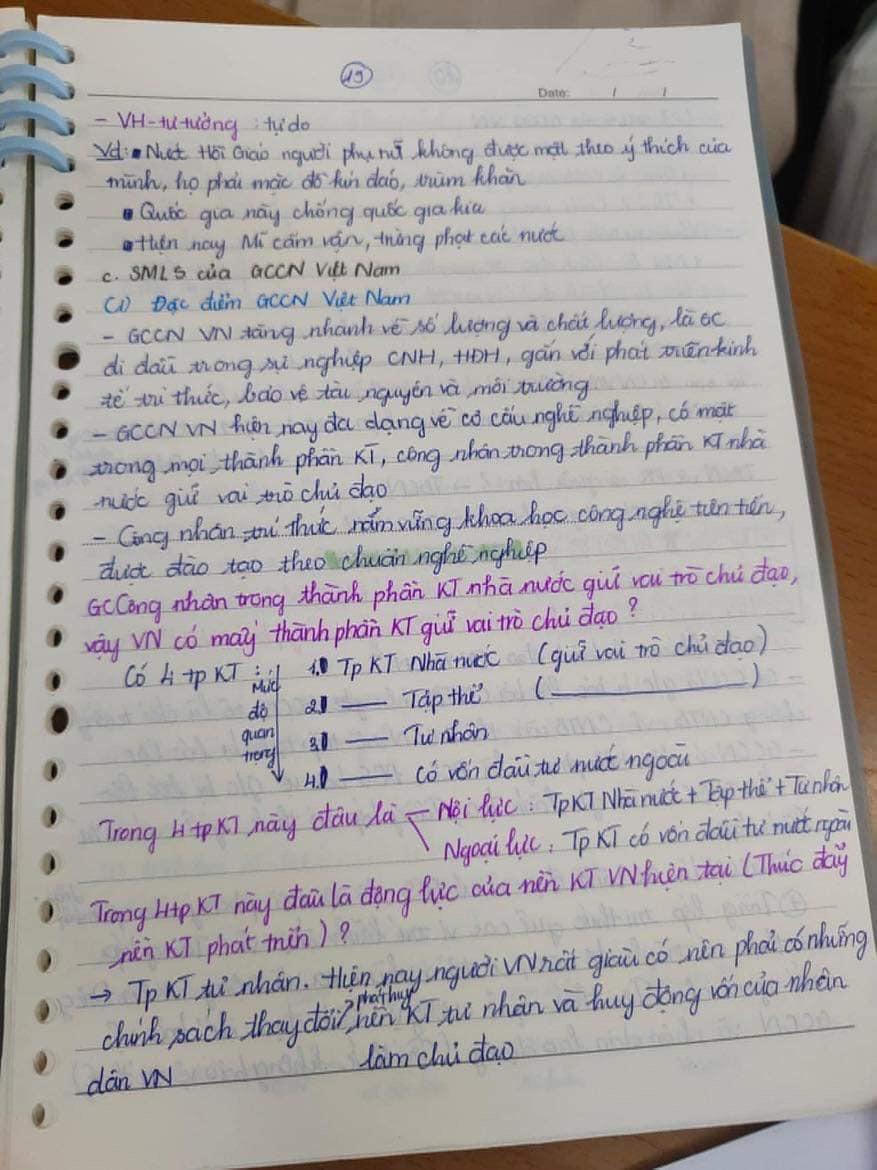 19
Date: / /
- VH-tư tưởng : tự do
Vd: Nước Hồi Giáo người phụ nữ không được mặt theo ý thích của
mình, họ phải mặc đồ kín đáo, trùm khăn
Quốc gia này chống quốc gia kia
Hiện nay Mĩ cấm vận, trừng phạt các nước
c. SMLS của GCCN Việt Nam
(1) Đặc điểm GCCN Việt Nam
- GCCN VN tăng nhanh về số lượng và chất lượng, là GC
đi đầu trong sự nghiệp CNH, HĐH, gắn với phát triển kinh
tế tri thức, bảo vệ tài nguyên và môi trường
- GCCN VN hiện nay đa dạng về cơ cấu nghề nghiệp, có mặt
trong mọi thành phần KT, công nhân trong thành phần KT nhà
nước giữ vai trò chủ đạo
- Công nhân trí thức nắm vững khoa học công nghệ tiên tiến,
được đào tạo theo chuẩn nghề nghiệp
GCCông nhân trong thành phần KT nhà nước giữ vai trò chủ đạo,
vậy VN có mấy thành phần KT giữ vai trò chủ đạo ?
Có 4 tp KT : Mức độ quan trọng
1. Tp KT Nhà nước (giữ vai trò chủ đạo)
2. — Tập thể ( )
3. — Tư nhân
4. — có vốn đầu tư nước ngoài
Trong 4 tpKT này đâu là Nội lực : TpKT Nhà nước + Tập thể + Tư nhân
Ngoại lực : TpKT có vốn đầu tư nước ngoài
Trong 4tpKT này đâu là động lực của nền KT VN hiện tại (Thúc đẩy
nền KT phát triển) ?
→ Tp KT tư nhân. Hiện nay người VN rất giàu có nên phải có những
chính sách thay đổi, phát huy nền KT tư nhân và huy động vốn của nhân
dân VN làm chủ đạo